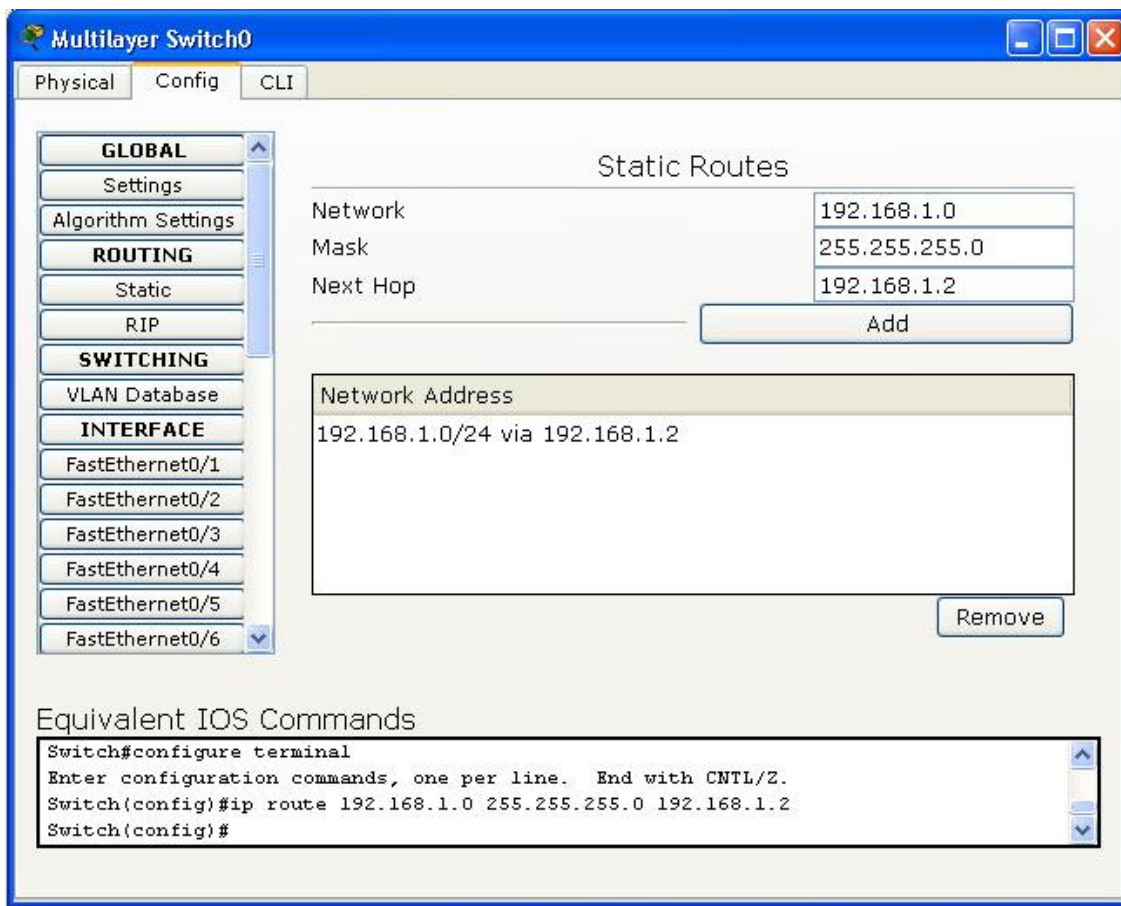 Multilayer Switch0
Physical Config CLI
GLOBAL
Settings
Algorithm Settings
ROUTING
Static
RIP
SWITCHING
VLAN Database
INTERFACE
FastEthernet0/1
FastEthernet0/2
FastEthernet0/3
FastEthernet0/4
FastEthernet0/5
FastEthernet0/6
Static Routes
Network 192.168.1.0
Mask 255.255.255.0
Next Hop 192.168.1.2
Add
Network Address
192.168.1.0/24 via 192.168.1.2
Remove
Equivalent IOS Commands
Switch#configure terminal
Enter configuration commands, one per line. End with CNTL/Z.
Switch(config)#ip route 192.168.1.0 255.255.255.0 192.168.1.2
Switch(config)#